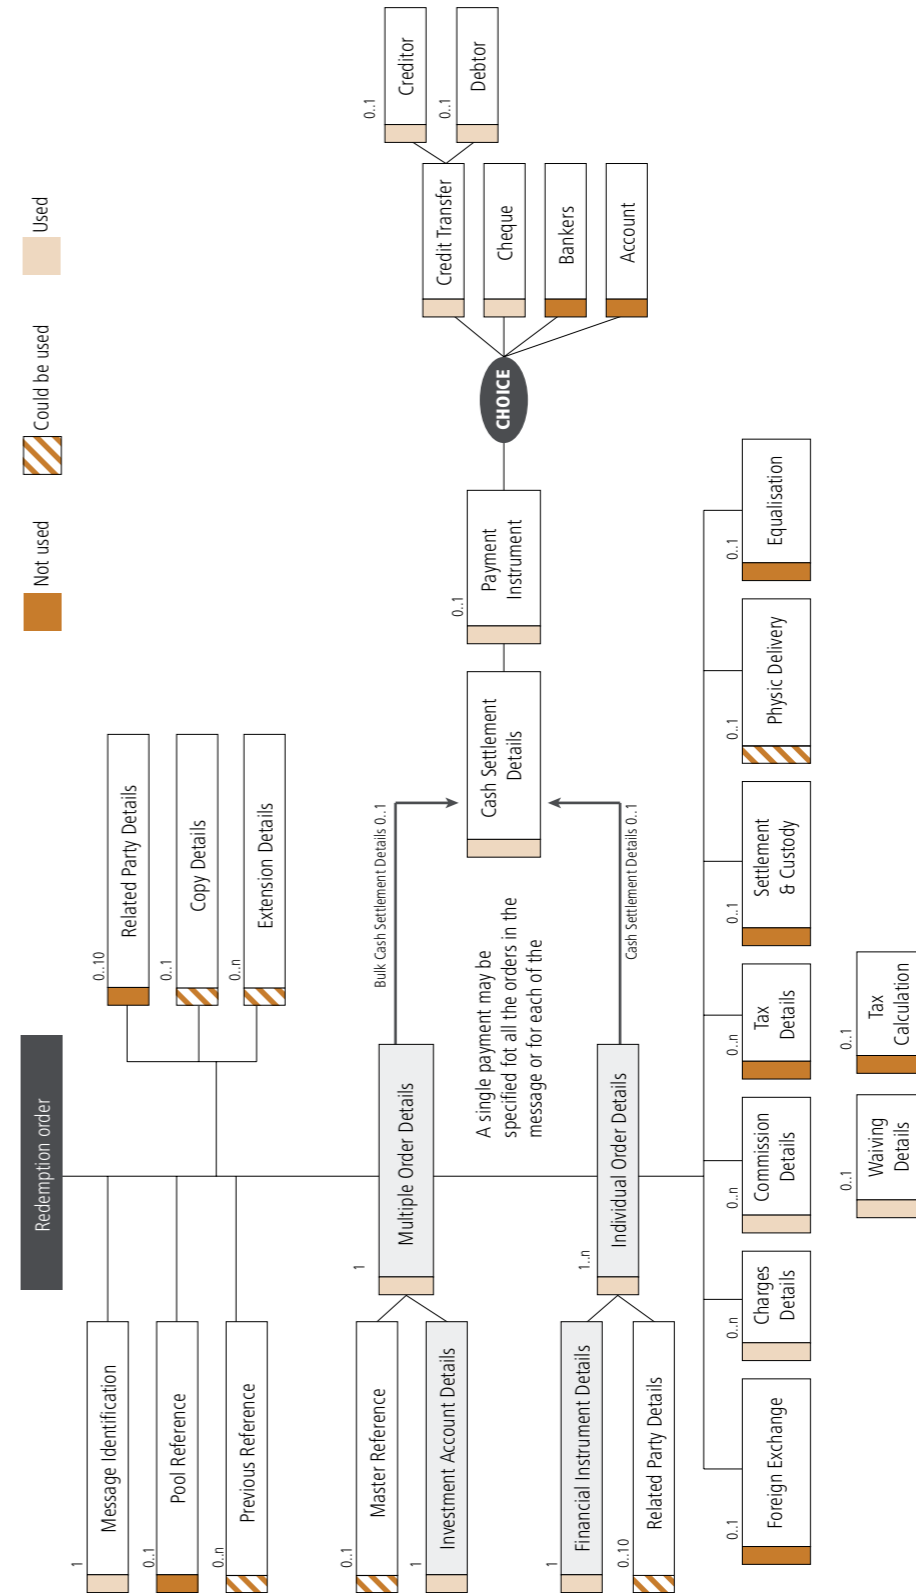 Not used
Could be used
Used
Redemption order
1
Message Identification
0..1
Pool Reference
0..n
Previous Reference
0..10
Related Party Details
0..1
Copy Details
0..n
Extension Details
0..1
Master Reference
1
Investment Account Details
1
Multiple Order Details
Bulk Cash Settlement Details 0..1
A single payment may be
specified fot all the orders in the
message or for each of the
Cash Settlement
Details
0..1
Payment
Instrument
CHOICE
Credit Transfer
Cheque
Bankers
Account
0..1
Creditor
0..1
Debtor
1
Financial Instrument Details
0..10
Related Party Details
1..n
Individual Order Details
Cash Settlement Details 0..1
0..1
Foreign Exchange
0..n
Charges
Details
0..n
Commission
Details
0..n
Tax
Details
0..1
Settlement
& Custody
0..1
Physic Delivery
0..1
Equalisation
0..1
Waiving
Details
0..1
Tax
Calculation